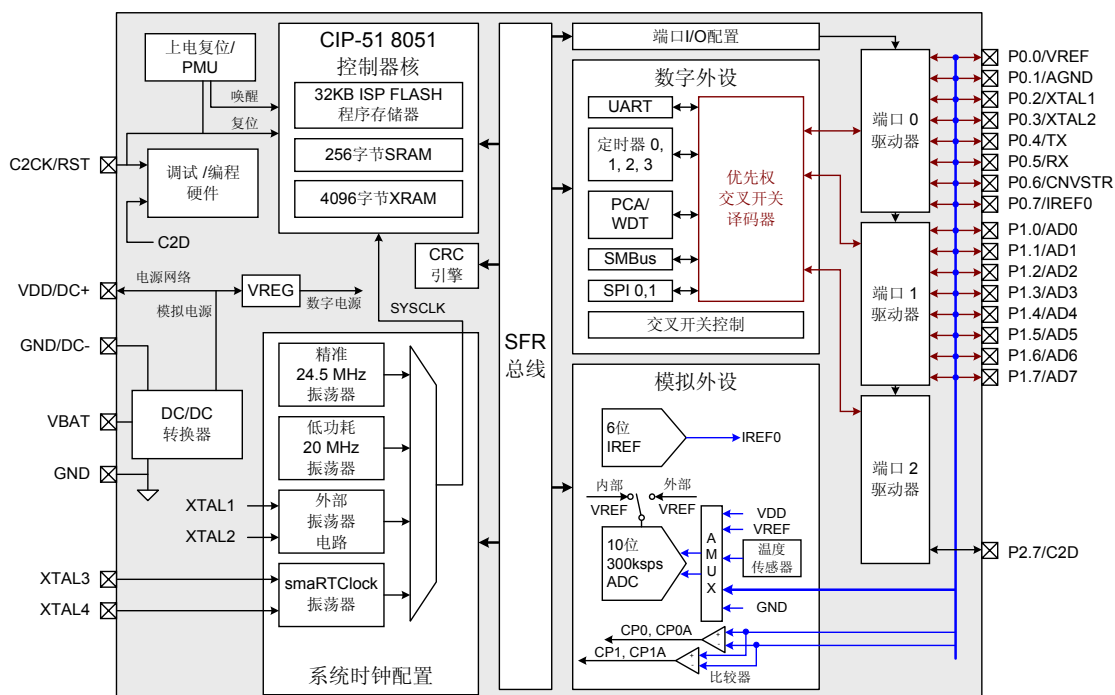 上电复位/
PMU
唤醒
复位
C2CK/RST
调试 /编程
硬件
C2D
CIP-51 8051
控制器核
32KB ISP FLASH
程序存储器
256字节SRAM
4096字节XRAM
CRC
引擎
VDD/DC+
电源网络
模拟电源
VREG
数字电源
SYSCLK
GND/DC-
VBAT
DC/DC
转换器
GND
精准
24.5 MHz
振荡器
低功耗
20 MHz
振荡器
XTAL1
XTAL2
外部
振荡器
电路
XTAL3
XTAL4
smaRTClock
振荡器
系统时钟配置
SFR
总线
端口I/O配置
数字外设
UART
定时器 0,
1, 2, 3
PCA/
WDT
SMBus
SPI 0,1
优先权
交叉开关
译码器
交叉开关控制
模拟外设
6位
IREF
IREF0
内部
VREF
外部
VREF
10位
300ksps
ADC
A
M
U
X
VDD
VREF
温度
传感器
GND
CP0, CP0A
+
-
CP1, CP1A
+
-
比较器
端口 0
驱动器
端口 1
驱动器
端口 2
驱动器
P0.0/VREF
P0.1/AGND
P0.2/XTAL1
P0.3/XTAL2
P0.4/TX
P0.5/RX
P0.6/CNVSTR
P0.7/IREF0
P1.0/AD0
P1.1/AD1
P1.2/AD2
P1.3/AD3
P1.4/AD4
P1.5/AD5
P1.6/AD6
P1.7/AD7
P2.7/C2D